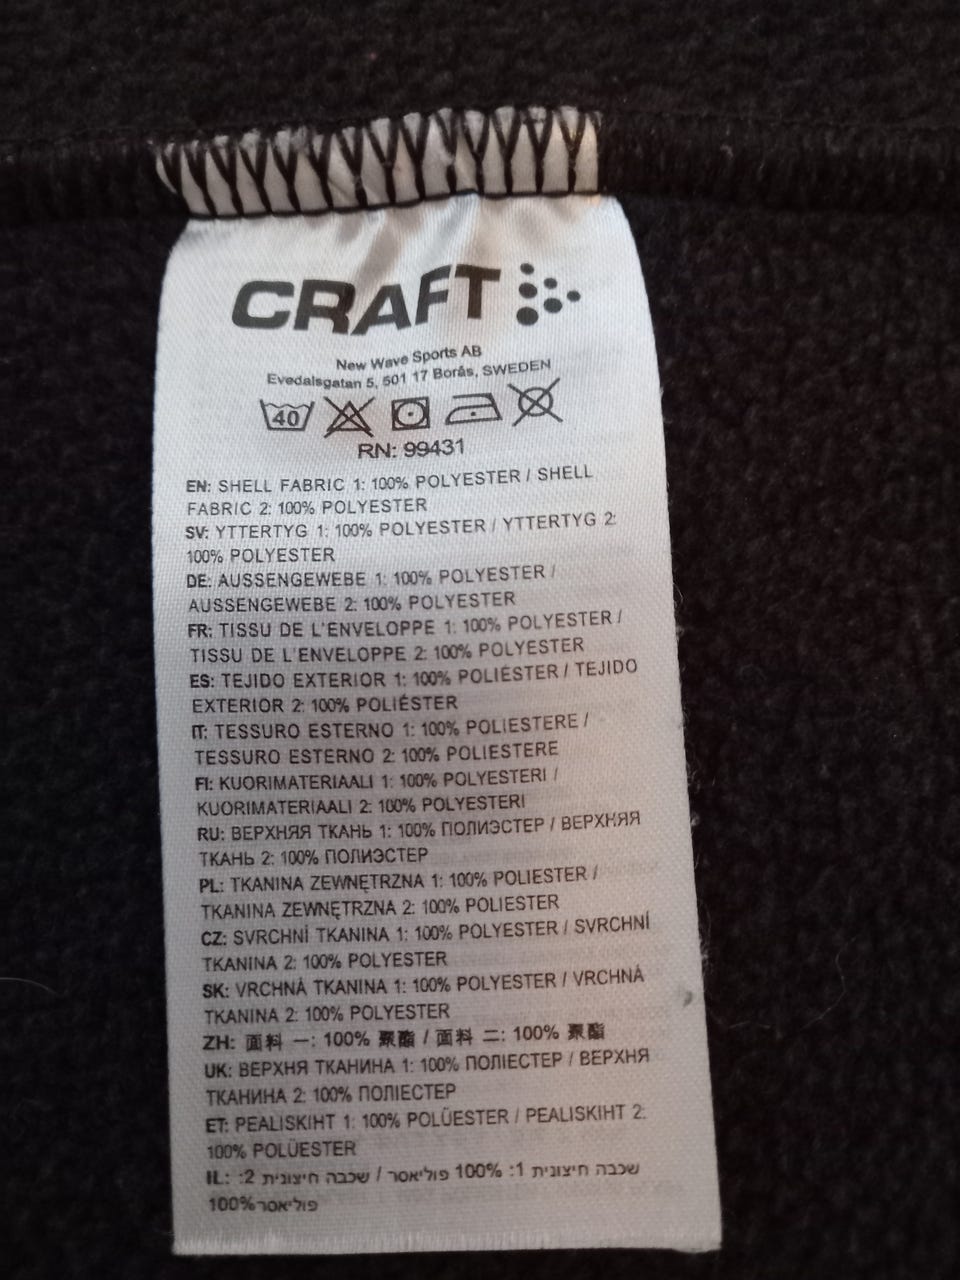 CRAFT
New Wave Sports AB
Evedalsgatan 5, 501 17 Borås, SWEDEN
40
RN: 99431
EN: SHELL FABRIC 1: 100% POLYESTER / SHELL
FABRIC 2: 100% POLYESTER
SV: YTTERTYG 1: 100% POLYESTER / YTTERTYG 2:
100% POLYESTER
DE: AUSSENGEWEBE 1: 100% POLYESTER /
AUSSENGEWEBE 2: 100% POLYESTER
FR: TISSU DE L'ENVELOPPE 1: 100% POLYESTER /
TISSU DE L'ENVELOPPE 2: 100% POLYESTER
ES: TEJIDO EXTERIOR 1: 100% POLIÉSTER / TEJIDO
EXTERIOR 2: 100% POLIÉSTER
IT: TESSURO ESTERNO 1: 100% POLIESTERE /
TESSURO ESTERNO 2: 100% POLIESTERE
FI: KUORIMATERIAALI 1: 100% POLYESTERI /
KUORIMATERIAALI 2: 100% POLYESTERI
RU: ВЕРХНЯЯ ТКАНЬ 1: 100% ПОЛИЭСТЕР / ВЕРХНЯЯ
ТКАНЬ 2: 100% ПОЛИЭСТЕР
PL: TKANINA ZEWNĘTRZNA 1: 100% POLIESTER /
TKANINA ZEWNĘTRZNA 2: 100% POLIESTER
CZ: SVRCHNÍ TKANINA 1: 100% POLYESTER / SVRCHNÍ
TKANINA 2: 100% POLYESTER
SK: VRCHNÁ TKANINA 1: 100% POLYESTER / VRCHNÁ
TKANINA 2: 100% POLYESTER
ZH: 面料 一: 100% 聚酯 / 面料 二: 100% 聚酯
UK: ВЕРХНЯ ТКАНИНА 1: 100% ПОЛІЕСТЕР / ВЕРХНЯ
ТКАНИНА 2: 100% ПОЛІЕСТЕР
ET: PEALISKIHT 1: 100% POLÜESTER / PEALISKIHT 2:
100% POLÜESTER
IL: שכבה חיצונית 1: 100% פוליאסר / שכבה חיצונית 2:
100% פוליאסר